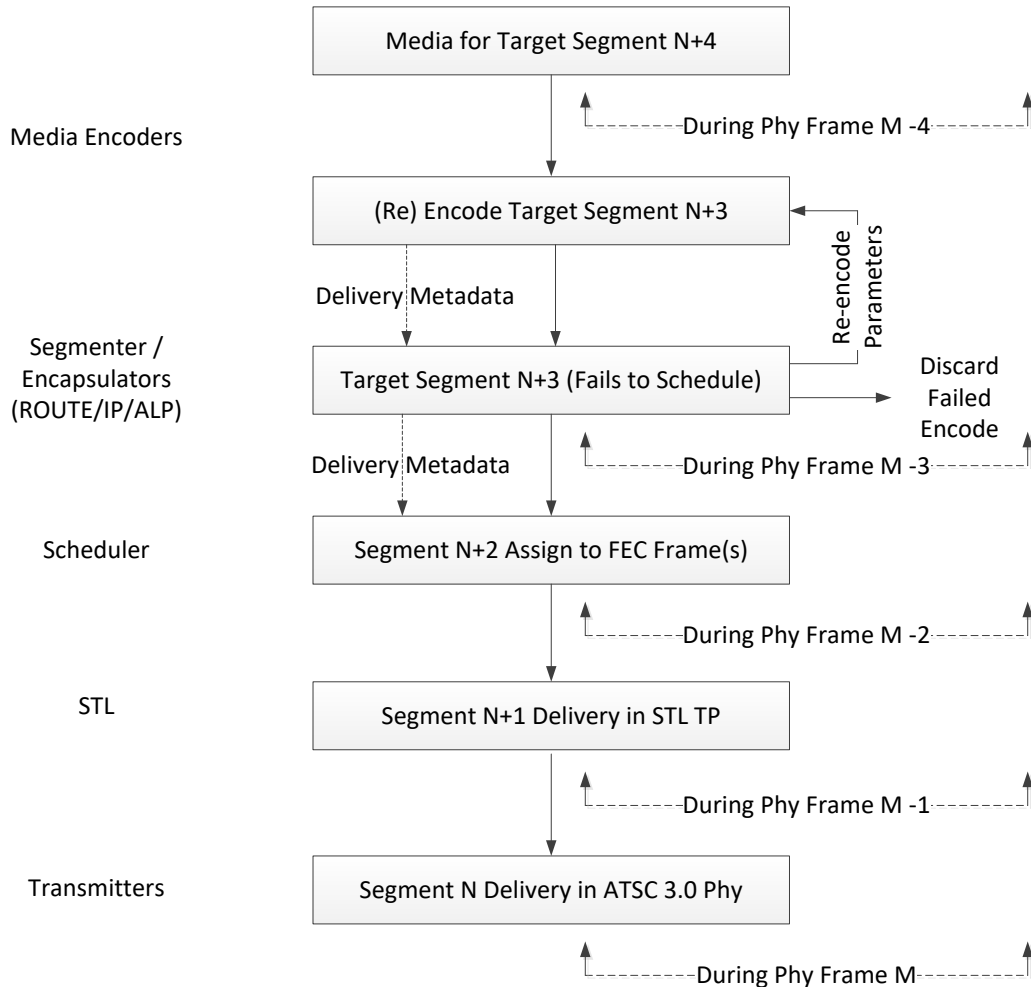 Media for Target Segment N+4
During Phy Frame M -4
Media Encoders
(Re) Encode Target Segment N+3
Re-encode
Parameters
Delivery Metadata
Segmenter /
Encapsulators
(ROUTE/IP/ALP)
Target Segment N+3 (Fails to Schedule)
Discard
Failed
Encode
Delivery Metadata
During Phy Frame M -3
Scheduler
Segment N+2 Assign to FEC Frame(s)
During Phy Frame M -2
STL
Segment N+1 Delivery in STL TP
During Phy Frame M -1
Transmitters
Segment N Delivery in ATSC 3.0 Phy
During Phy Frame M